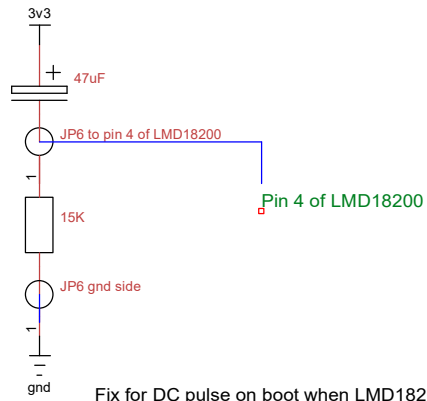 3v3
+
47uF
JP6 to pin 4 of LMD18200
1
Pin 4 of LMD18200
15K
JP6 gnd side
1
gnd
Fix for DC pulse on boot when LMD182